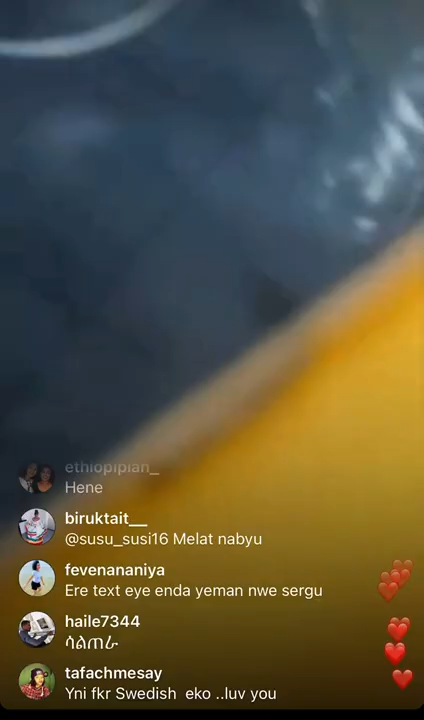 ethiopipian_
Hene
biruktait__
@susu_susi16 Melat nabyu
fevenananiya
Ere text eye enda yeman nwe sergu
haile7344
ሳልጠራ
tafachmesay
Yni fkr Swedish eko ..luv you